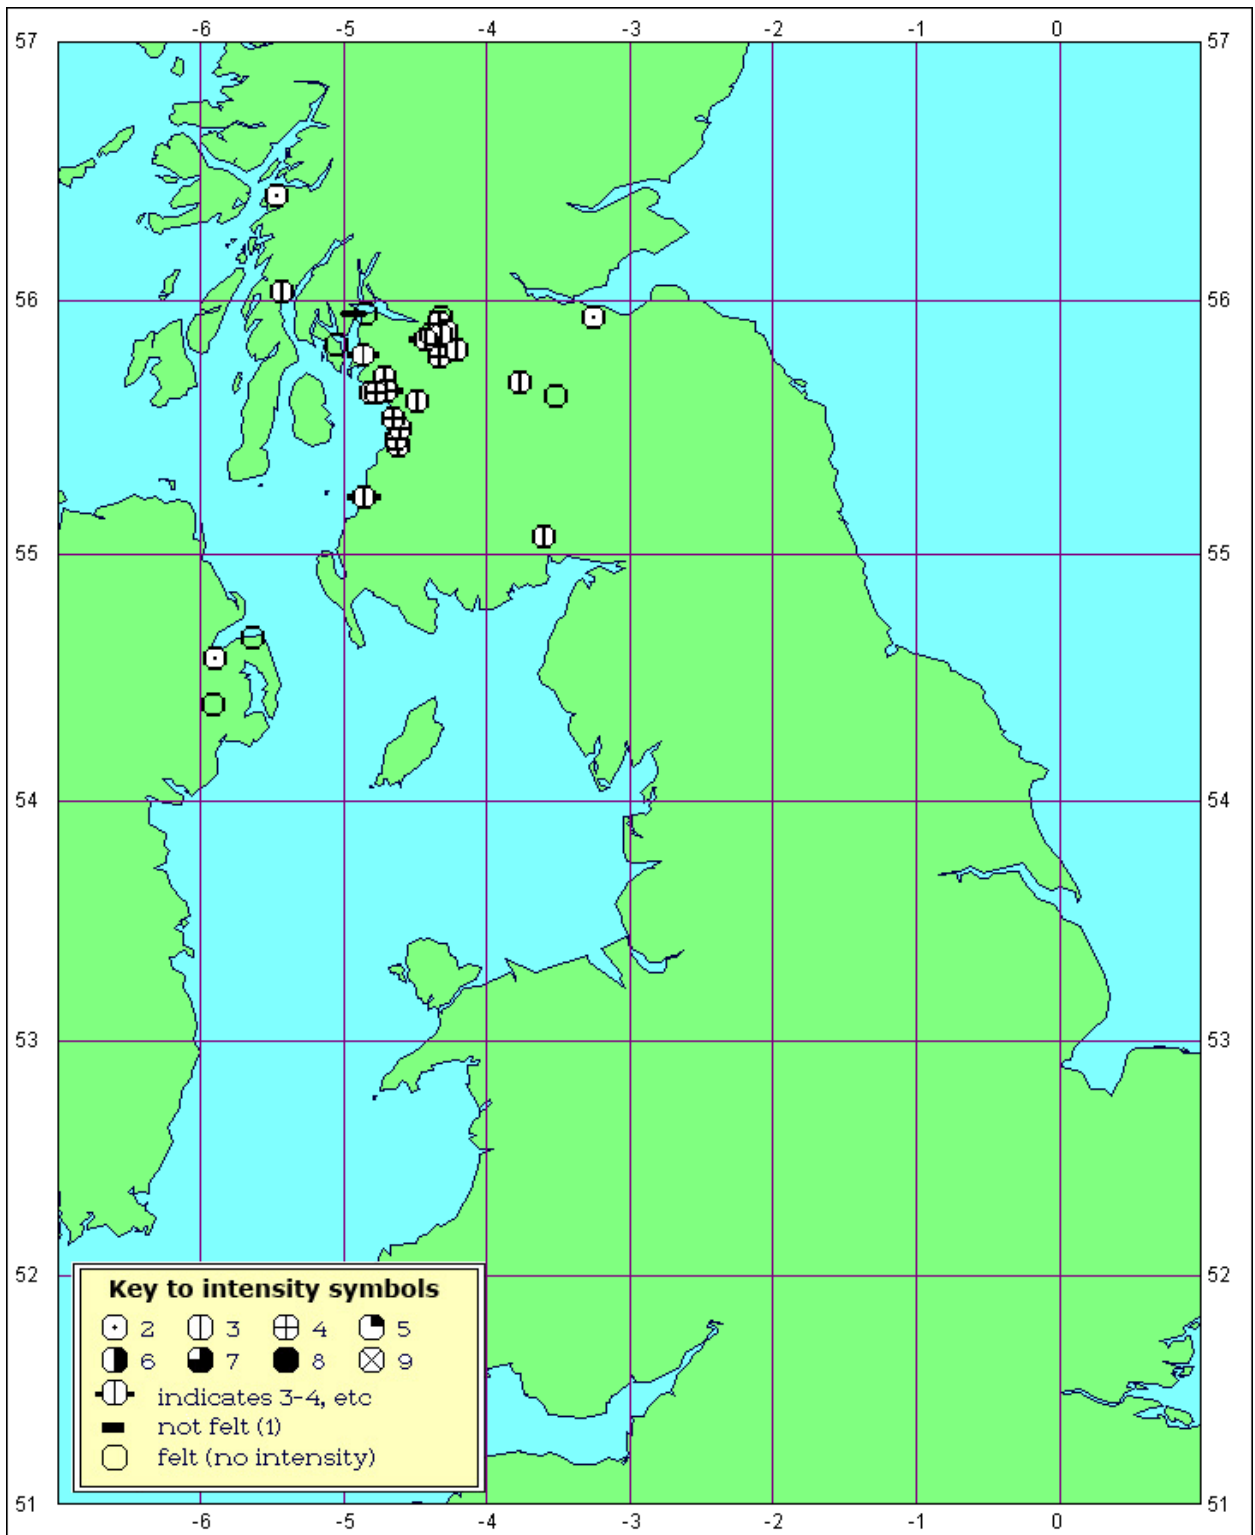 -6 -5 -4 -3 -2 -1 0
57 57
56 56
55 55
54 54
53 53
52 52
Key to intensity symbols
2 3 4 5
6 7 8 9
indicates 3-4, etc
not felt (1)
felt (no intensity)
51 51
-6 -5 -4 -3 -2 -1 0